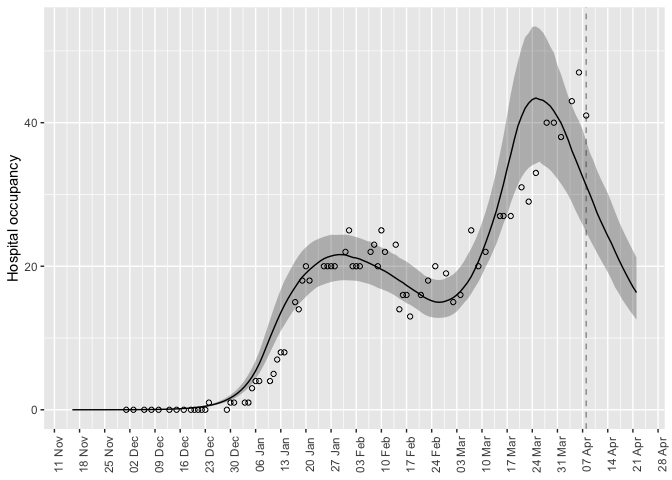 Hospital occupancy
40
20
0
11 Nov
18 Nov
25 Nov
02 Dec
09 Dec
16 Dec
23 Dec
30 Dec
06 Jan
13 Jan
20 Jan
27 Jan
03 Feb
10 Feb
17 Feb
24 Feb
03 Mar
10 Mar
17 Mar
24 Mar
31 Mar
07 Apr
14 Apr
21 Apr
28 Apr